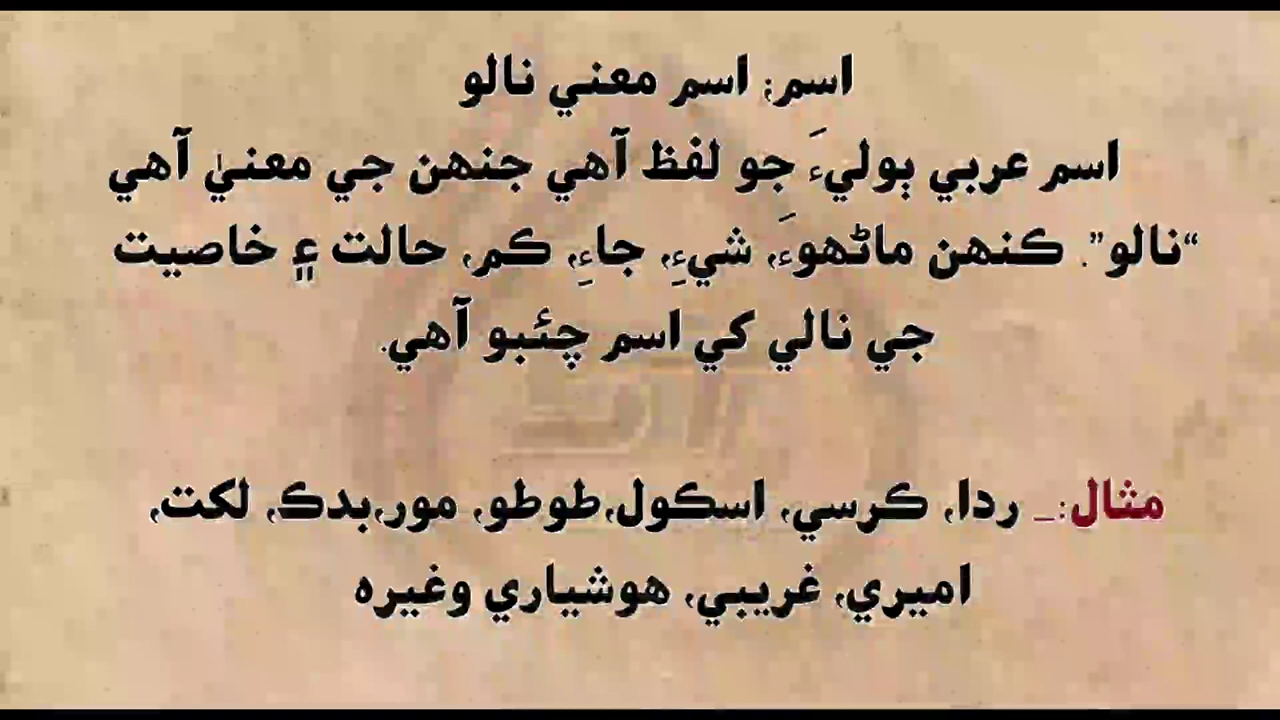 اسم؛ اسم معني نالو
اسم عربي ٻوليءَ جو لفظ آهي جنهن جي معنيٰ آهي
“نالو”. ڪنهن ماڻهوءَ، شيءِ، جاءِ، ڪم، حالت ۽ خاصيت
جي نالي کي اسم چئبو آهي.
مثال:_ ردا، ڪرسي، اسڪول،طوطو، مور،بدڪ، لکت،
اميري، غريبي، هوشياري وغيره